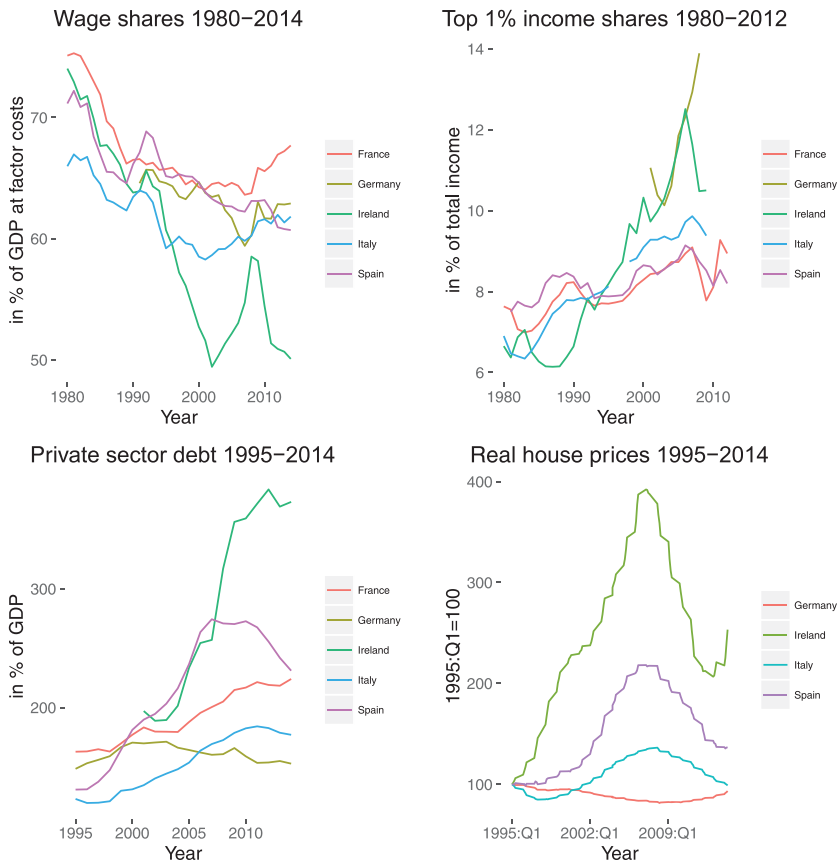 Wage shares 1980−2014
in % of GDP at factor costs
70
60
50
1980
1990
2000
2010
Year
France
Germany
Ireland
Italy
Spain
Top 1% income shares 1980−2012
in % of total income
14
12
10
8
6
1980
1990
2000
2010
Year
France
Germany
Ireland
Italy
Spain
Private sector debt 1995−2014
in % of GDP
300
200
1995
2000
2005
2010
Year
France
Germany
Ireland
Italy
Spain
Real house prices 1995−2014
1995:Q1=100
400
300
200
100
1995:Q1
2002:Q1
2009:Q1
Year
Germany
Ireland
Italy
Spain